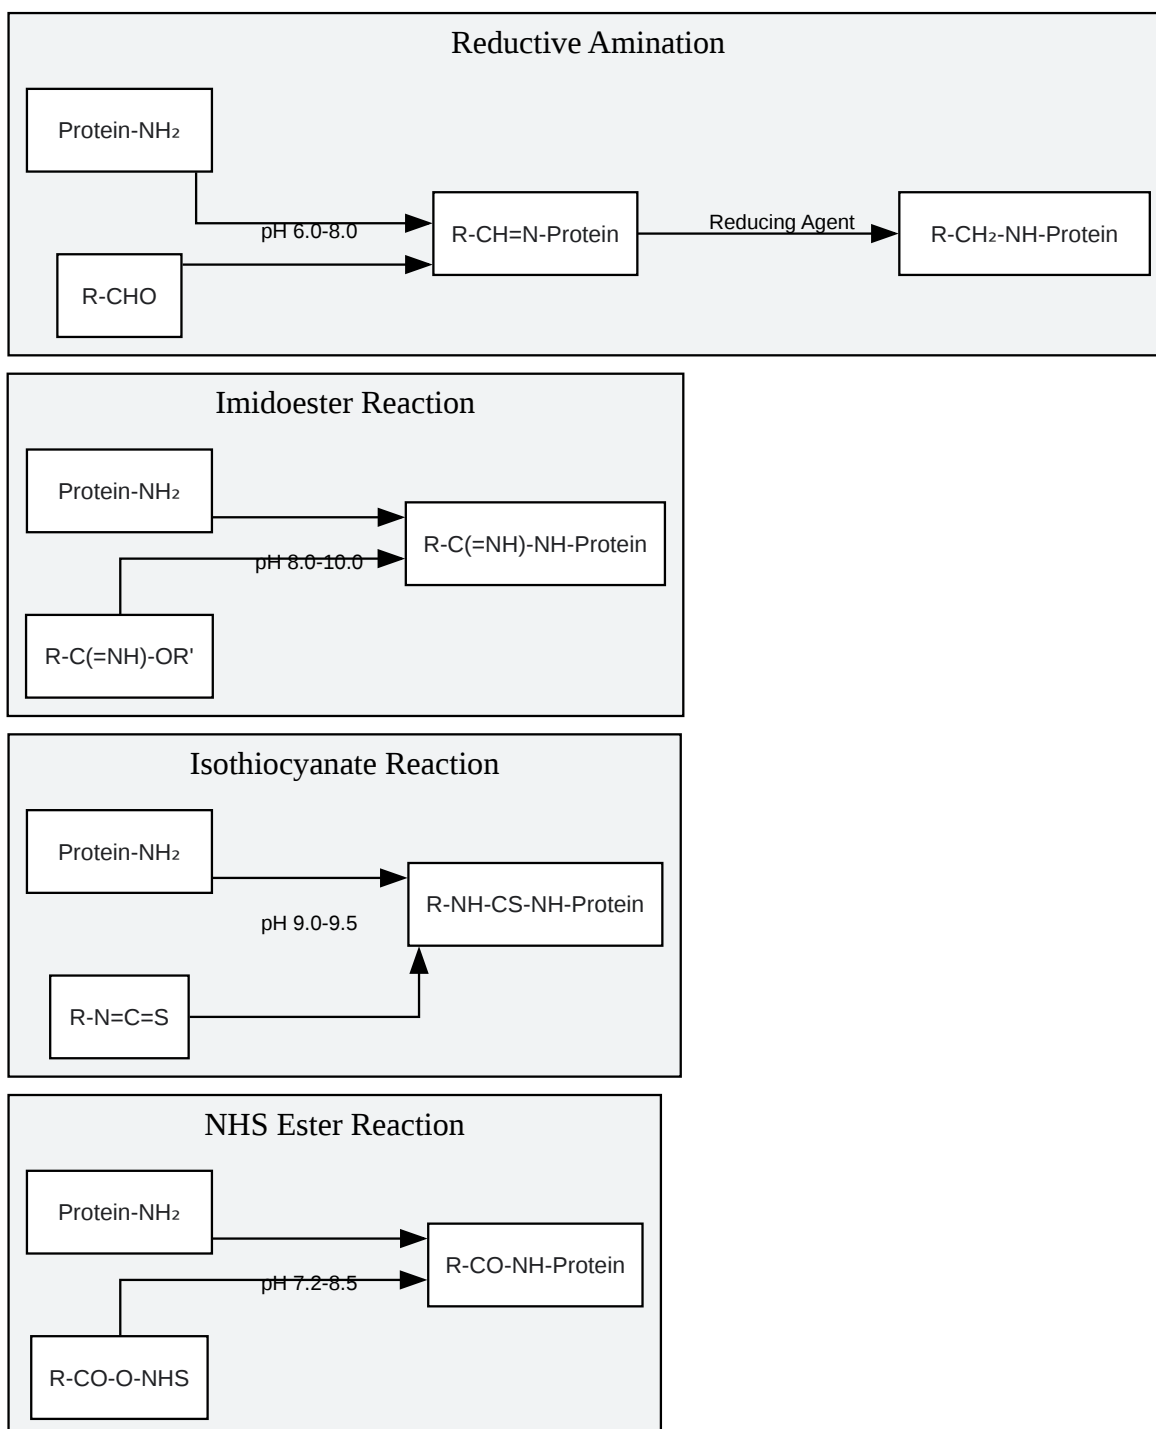 Reductive Amination
Protein-NH₂
pH 6.0-8.0
R-CHO
R-CH=N-Protein
Reducing Agent
R-CH₂-NH-Protein
Imidoester Reaction
Protein-NH₂
pH 8.0-10.0
R-C(=NH)-OR'
R-C(=NH)-NH-Protein
Isothiocyanate Reaction
Protein-NH₂
pH 9.0-9.5
R-N=C=S
R-NH-CS-NH-Protein
NHS Ester Reaction
Protein-NH₂
pH 7.2-8.5
R-CO-O-NHS
R-CO-NH-Protein